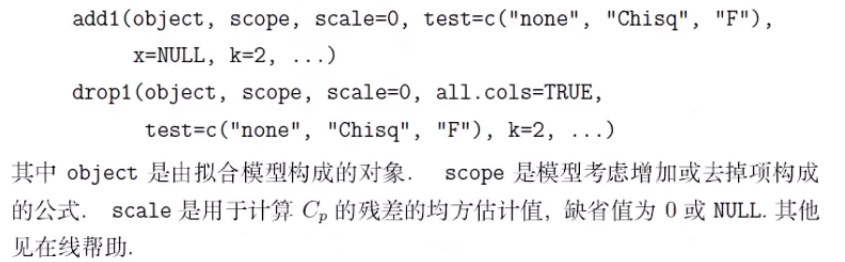 add1(object, scope, scale=0, test=c("none", "Chisq", "F"),
x=NULL, k=2, ...)
drop1(object, scope, scale=0, all.cols=TRUE,
test=c("none", "Chisq", "F"), k=2, ...)
其中 object 是由拟合模型构成的对象. scope 是模型考虑增加或去掉项构成
的公式. scale 是用于计算 Cp 的残差的均方估计值, 缺省值为 0 或 NULL. 其他
见在线帮助.